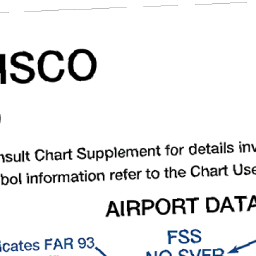 nsult Chart Supplement for details inv
bol information refer to the Chart Use
AIRPORT DATA
FSS
icates FAR 93
NO SVFR